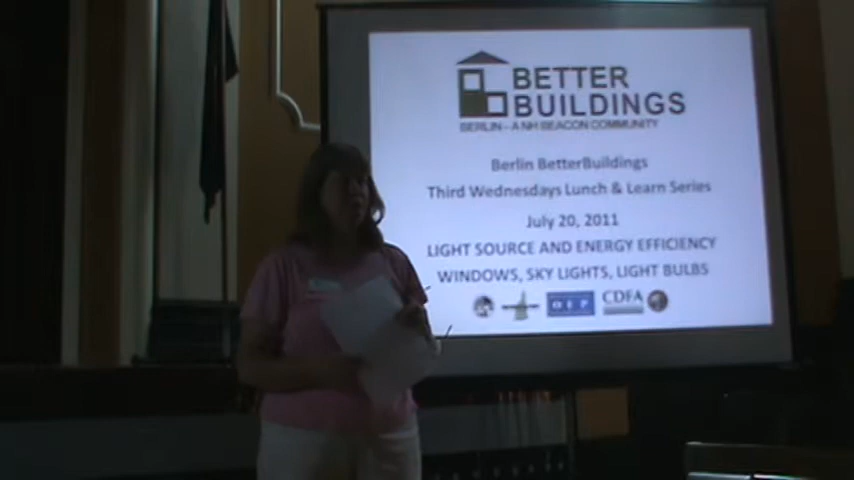 BETTER
BUILDINGS
BERLIN - A NH BEACON COMMUNITY
Berlin BetterBuildings
Third Wednesdays Lunch & Learn Series
July 20, 2011
LIGHT SOURCE AND ENERGY EFFICIENCY
WINDOWS, SKY LIGHTS, LIGHT BULBS
OEP
CDFA